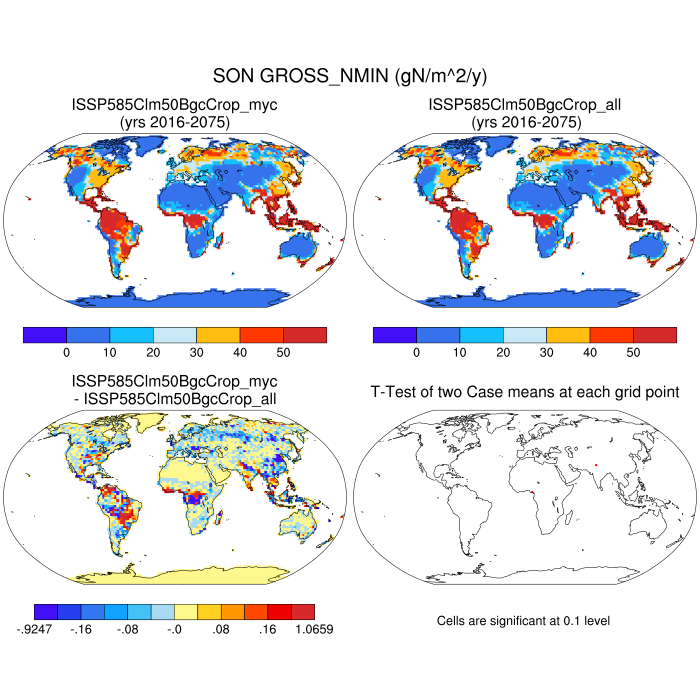 SON GROSS_NMIN (gN/m^2/y)
ISSP585Clm50BgcCrop_myc
(yrs 2016-2075)
ISSP585Clm50BgcCrop_all
(yrs 2016-2075)
0 10 20 30 40 50
0 10 20 30 40 50
ISSP585Clm50BgcCrop_myc
- ISSP585Clm50BgcCrop_all
T-Test of two Case means at each grid point
-.9247 -.16 -.08 -.0 .08 .16 1.0659
Cells are significant at 0.1 level